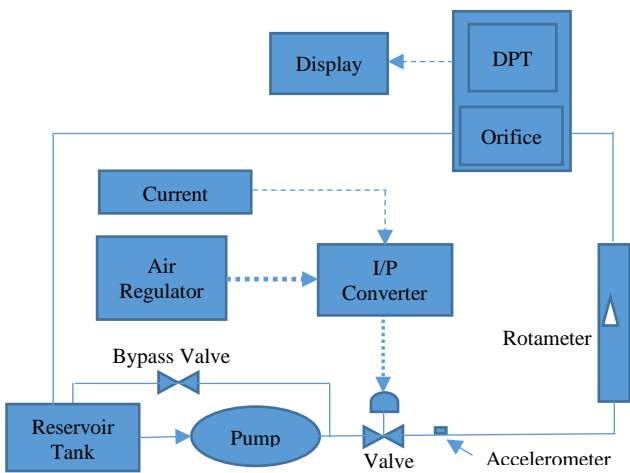 DPT
Display
Orifice
Current
Air
Regulator
I/P
Converter
Rotameter
Bypass Valve
Reservoir
Tank
Pump
Valve
Accelerometer